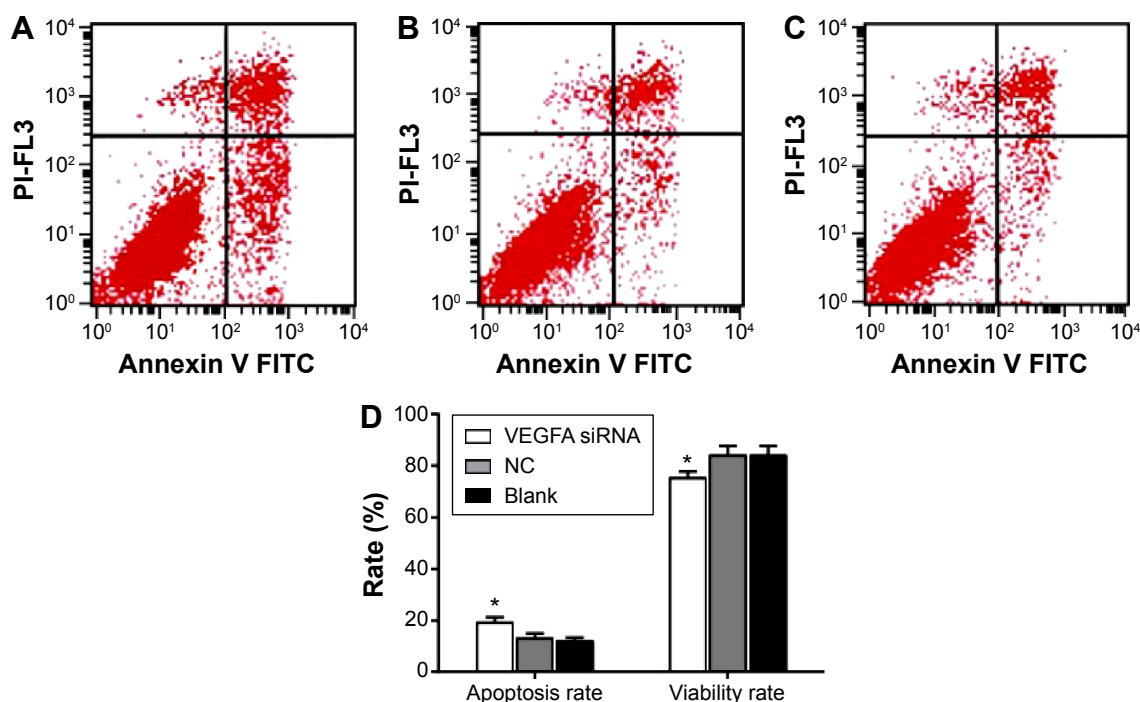 A
PI-FL3
10⁴
10³
10²
10¹
10⁰
10⁰ 10¹ 10² 10³ 10⁴
Annexin V FITC
B
PI-FL3
10⁴
10³
10²
10¹
10⁰
10⁰ 10¹ 10² 10³ 10⁴
Annexin V FITC
C
PI-FL3
10⁴
10³
10²
10¹
10⁰
10⁰ 10¹ 10² 10³ 10⁴
Annexin V FITC
D
Rate (%)
100
80
60
40
20
0
VEGFA siRNA
NC
Blank
*
*
Apoptosis rate
Viability rate